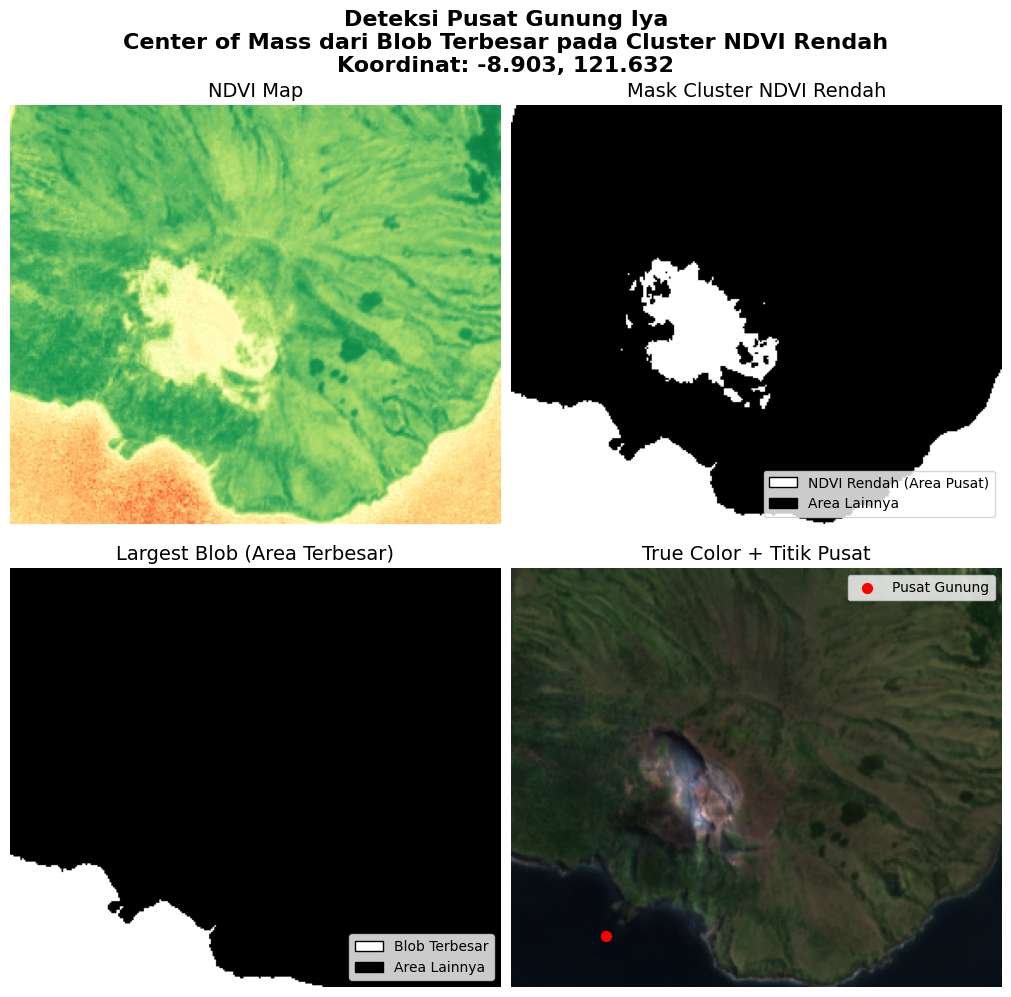 Deteksi Pusat Gunung Iya
Center of Mass dari Blob Terbesar pada Cluster NDVI Rendah
Koordinat: -8.903, 121.632
NDVI Map
Mask Cluster NDVI Rendah
NDVI Rendah (Area Pusat)
Area Lainnya
Largest Blob (Area Terbesar)
True Color + Titik Pusat
Blob Terbesar
Area Lainnya
Pusat Gunung